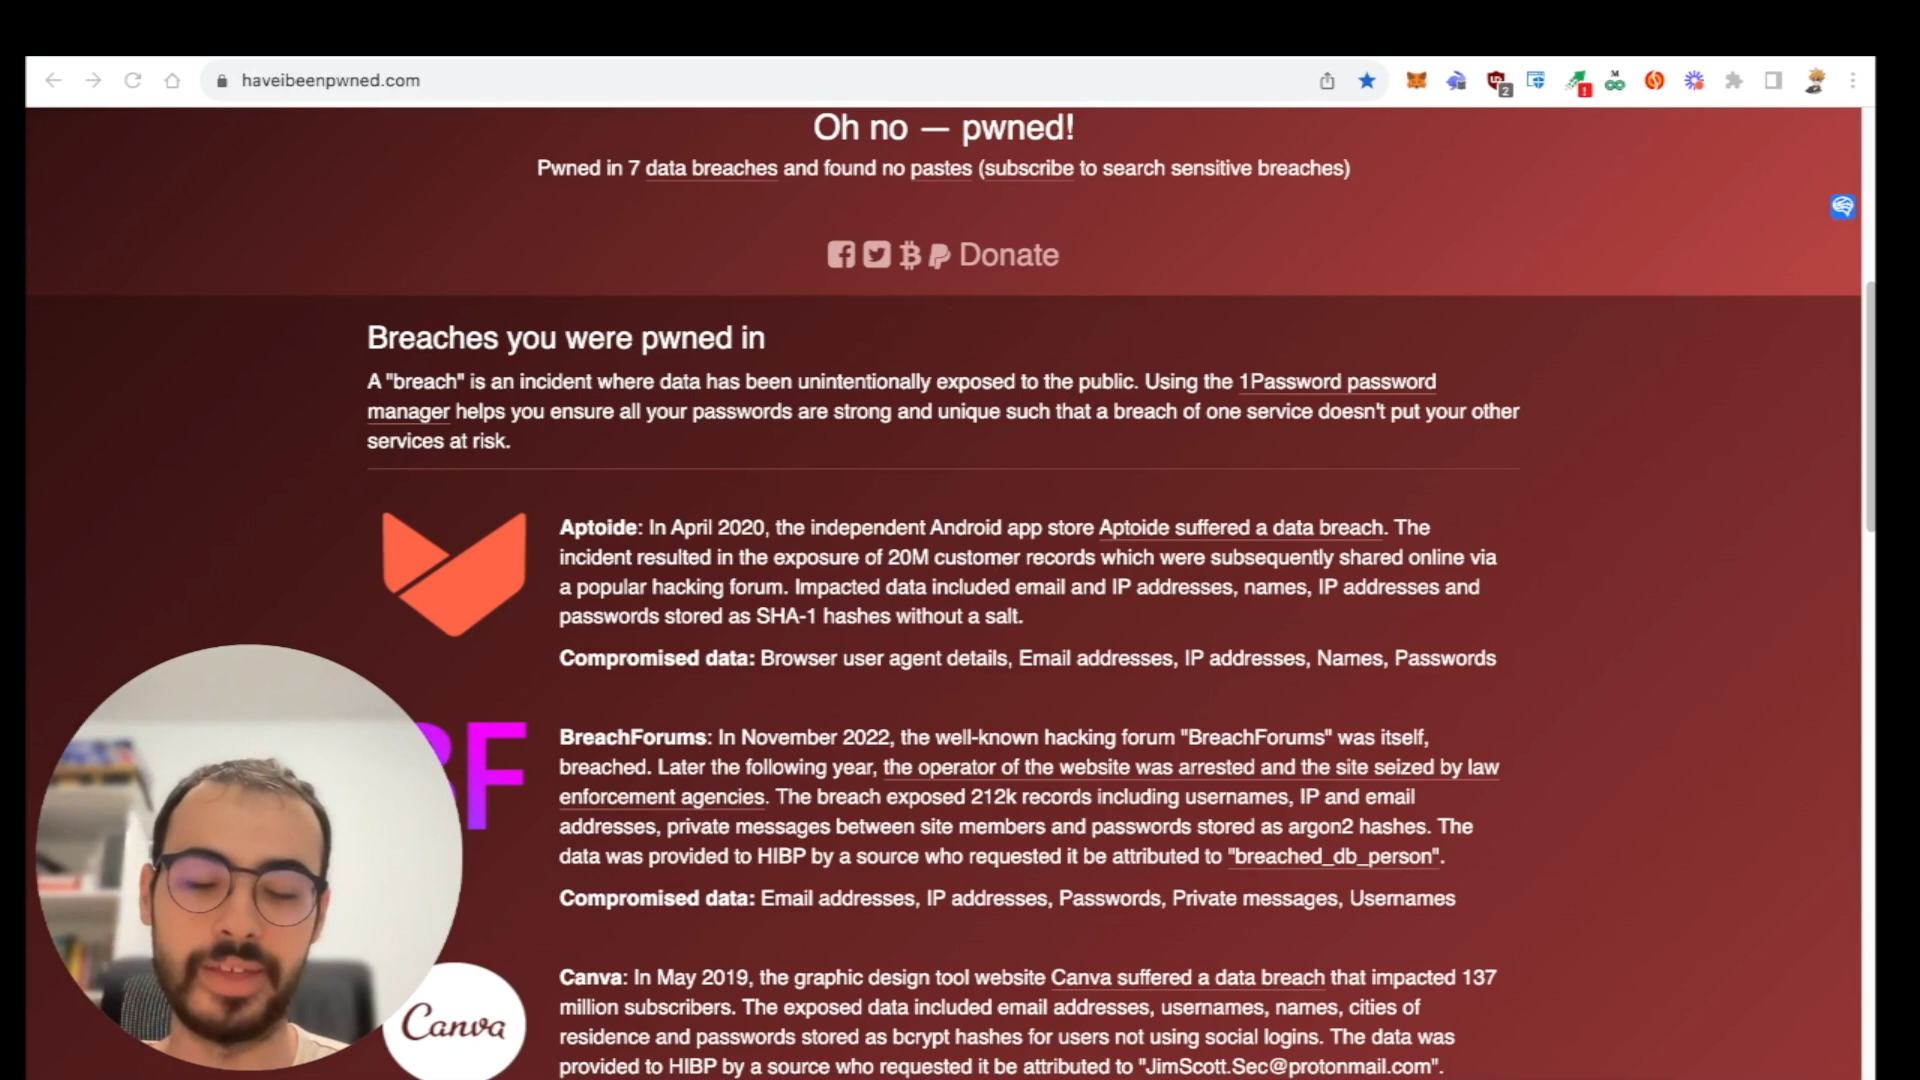 haveibeenpwned.com
2
!
M
Oh no — pwned!
Pwned in 7 data breaches and found no pastes (subscribe to search sensitive breaches)
Donate
Breaches you were pwned in
A "breach" is an incident where data has been unintentionally exposed to the public. Using the 1Password password
manager helps you ensure all your passwords are strong and unique such that a breach of one service doesn't put your other
services at risk.
Aptoide: In April 2020, the independent Android app store Aptoide suffered a data breach. The
incident resulted in the exposure of 20M customer records which were subsequently shared online via
a popular hacking forum. Impacted data included email and IP addresses, names, IP addresses and
passwords stored as SHA-1 hashes without a salt.
Compromised data: Browser user agent details, Email addresses, IP addresses, Names, Passwords
F
BreachForums: In November 2022, the well-known hacking forum "BreachForums" was itself,
breached. Later the following year, the operator of the website was arrested and the site seized by law
enforcement agencies. The breach exposed 212k records including usernames, IP and email
addresses, private messages between site members and passwords stored as argon2 hashes. The
data was provided to HIBP by a source who requested it be attributed to "breached_db_person".
Compromised data: Email addresses, IP addresses, Passwords, Private messages, Usernames
Canva
Canva: In May 2019, the graphic design tool website Canva suffered a data breach that impacted 137
million subscribers. The exposed data included email addresses, usernames, names, cities of
residence and passwords stored as bcrypt hashes for users not using social logins. The data was
provided to HIBP by a source who requested it be attributed to "JimScott.Sec@protonmail.com".